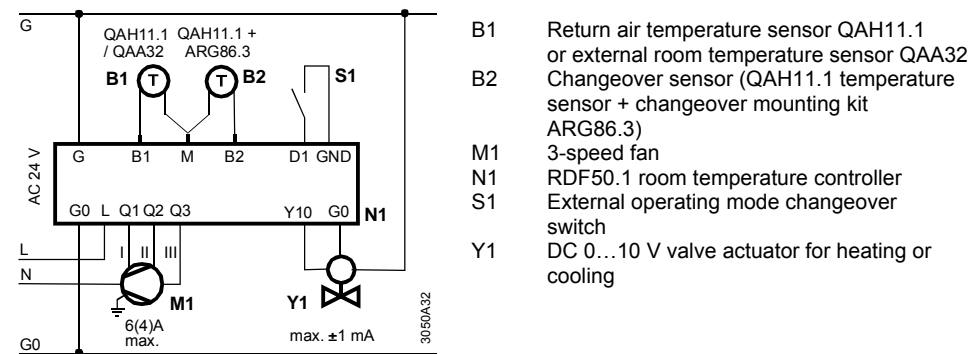 G
QAH11.1 QAH11.1 +
/ QAA32 ARG86.3
B1 T T B2 S1
AC 24 V
G B1 M B2 D1 GND
G0 L Q1 Q2 Q3 Y10 G0 N1
L I II III
N
M1 Y1
6(4)A
max.
max. ±1 mA
3050A32
G0
B1 Return air temperature sensor QAH11.1
or external room temperature sensor QAA32
B2 Changeover sensor (QAH11.1 temperature
sensor + changeover mounting kit
ARG86.3)
M1 3-speed fan
N1 RDF50.1 room temperature controller
S1 External operating mode changeover
switch
Y1 DC 0…10 V valve actuator for heating or
cooling